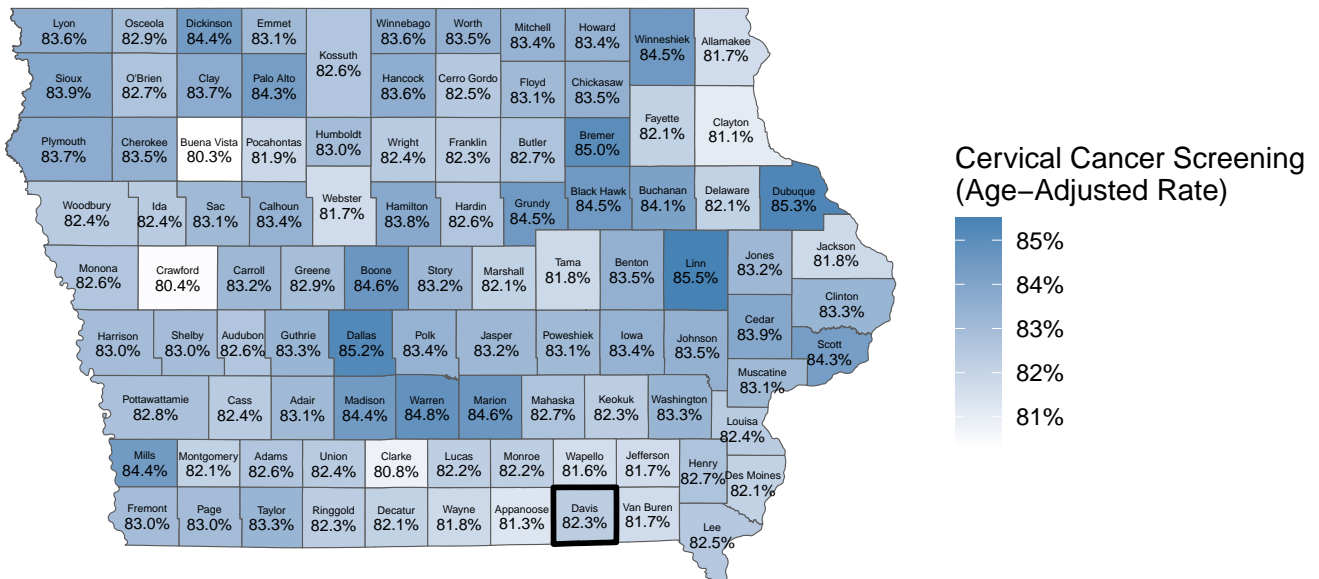 Lyon
83.6%
Osceola
82.9%
Dickinson
84.4%
Emmet
83.1%
Kossuth
82.6%
Winnebago
83.6%
Worth
83.5%
Mitchell
83.4%
Howard
83.4%
Winneshiek
84.5%
Allamakee
81.7%
Sioux
83.9%
O'Brien
82.7%
Clay
83.7%
Palo Alto
84.3%
Hancock
83.6%
Cerro Gordo
82.5%
Floyd
83.1%
Chickasaw
83.5%
Fayette
82.1%
Clayton
81.1%
Plymouth
83.7%
Cherokee
83.5%
Buena Vista
80.3%
Pocahontas
81.9%
Humboldt
83.0%
Wright
82.4%
Franklin
82.3%
Butler
82.7%
Bremer
85.0%
Woodbury
82.4%
Ida
82.4%
Sac
83.1%
Calhoun
83.4%
Webster
81.7%
Hamilton
83.8%
Hardin
82.6%
Grundy
84.5%
Black Hawk
84.5%
Buchanan
84.1%
Delaware
82.1%
Dubuque
85.3%
Monona
82.6%
Crawford
80.4%
Carroll
83.2%
Greene
82.9%
Boone
84.6%
Story
83.2%
Marshall
82.1%
Tama
81.8%
Benton
83.5%
Linn
85.5%
Jones
83.2%
Jackson
81.8%
Clinton
83.3%
Harrison
83.0%
Shelby
83.0%
Audubon
82.6%
Guthrie
83.3%
Dallas
85.2%
Polk
83.4%
Jasper
83.2%
Poweshiek
83.1%
Iowa
83.4%
Johnson
83.5%
Cedar
83.9%
Scott
84.3%
Muscatine
83.1%
Pottawattamie
82.8%
Cass
82.4%
Adair
83.1%
Madison
84.4%
Warren
84.8%
Marion
84.6%
Mahaska
82.7%
Keokuk
82.3%
Washington
83.3%
Louisa
82.4%
Mills
84.4%
Montgomery
82.1%
Adams
82.6%
Union
82.4%
Clarke
80.8%
Lucas
82.2%
Monroe
82.2%
Wapello
81.6%
Jefferson
81.7%
Henry
82.7%
Des Moines
82.1%
Fremont
83.0%
Page
83.0%
Taylor
83.3%
Ringgold
82.3%
Decatur
82.1%
Wayne
81.8%
Appanoose
81.3%
Davis
82.3%
Van Buren
81.7%
Lee
82.5%
Cervical Cancer Screening
(Age−Adjusted Rate)
85%
84%
83%
82%
81%